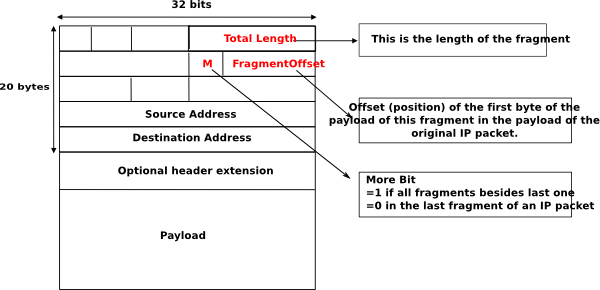 32 bits
Total Length
This is the length of the fragment
M
FragmentOffset
20 bytes
Offset (position) of the first byte of the
payload of this fragment in the payload of the
original IP packet.
Source Address
Destination Address
Optional header extension
More Bit
=1 if all fragments besides last one
=0 in the last fragment of an IP packet
Payload